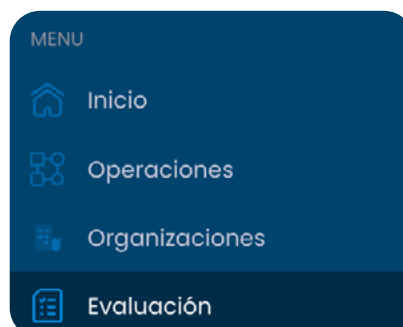 MENU
Inicio
Operaciones
Organizaciones
Evaluación